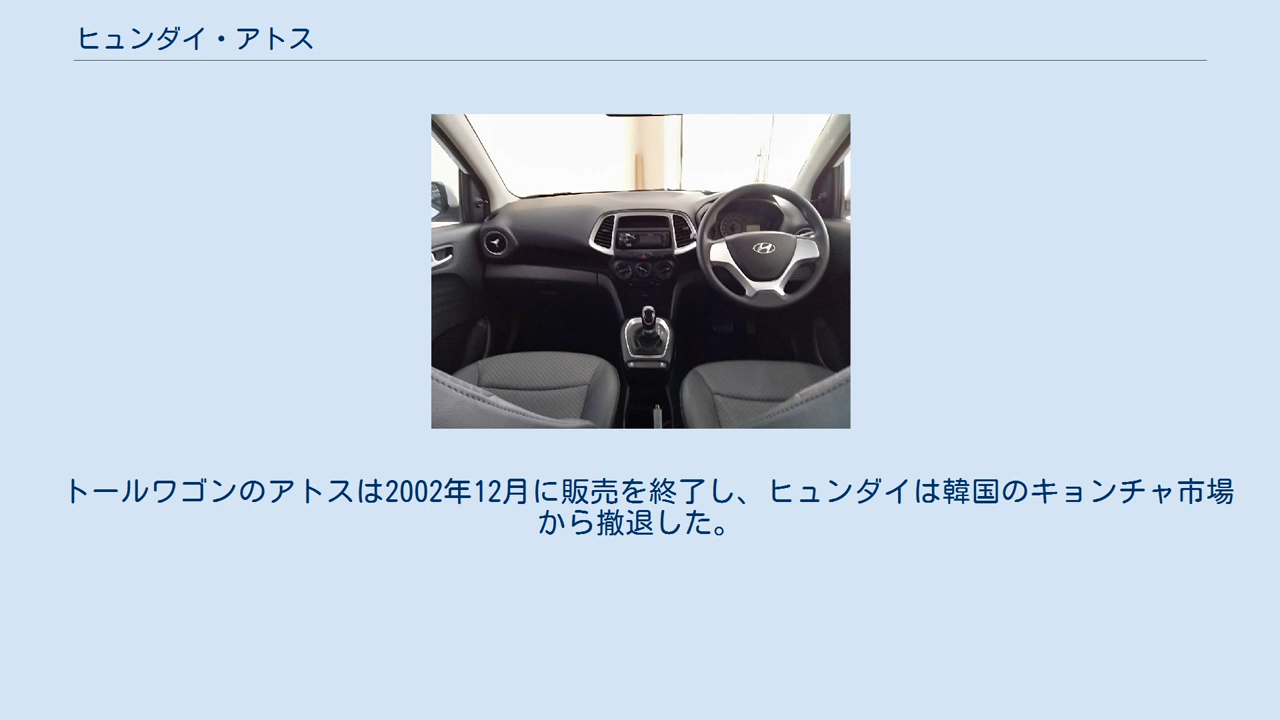 ヒュンダイ・アトス
トールワゴンのアトスは2002年12月に販売を終了し、ヒュンダイは韓国のキョンチャ市場
から撤退した。